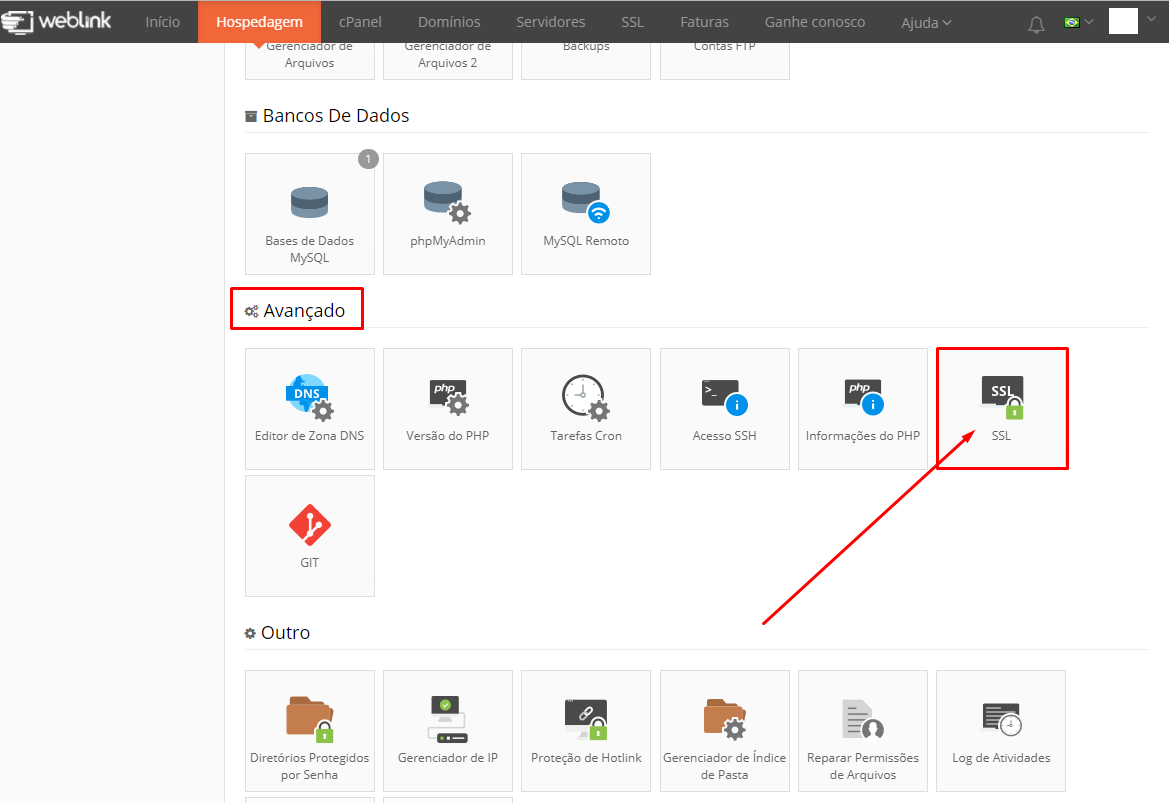 weblink Início Hospedagem cPanel Domínios Servidores SSL Faturas Ganhe conosco Ajuda
Gerenciador de Gerenciador de Backups Contas FTP
Arquivos Arquivos 2
Bancos De Dados
1
Bases de Dados phpMyAdmin MySQL Remoto
MySQL
Avançado
DNS php >_ php SSL
Editor de Zona DNS Versão do PHP Tarefas Cron Acesso SSH Informações do PHP SSL
GIT
Outro
Diretórios Protegidos Gerenciador de IP Proteção de Hotlink Gerenciador de Índice Reparar Permissões Log de Atividades
por Senha de Pasta de Arquivos